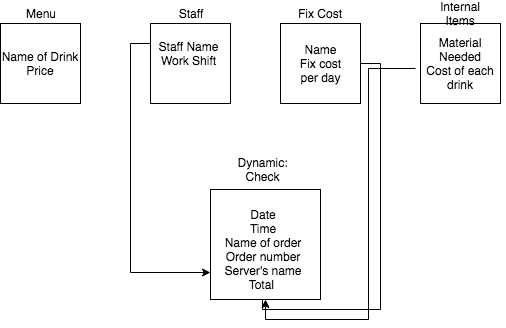 Menu
Name of Drink
Price
Staff
Staff Name
Work Shift
Fix Cost
Name
Fix cost
per day
Internal
Items
Material
Needed
Cost of each
drink
Dynamic:
Check
Date
Time
Name of order
Order number
Server's name
Total